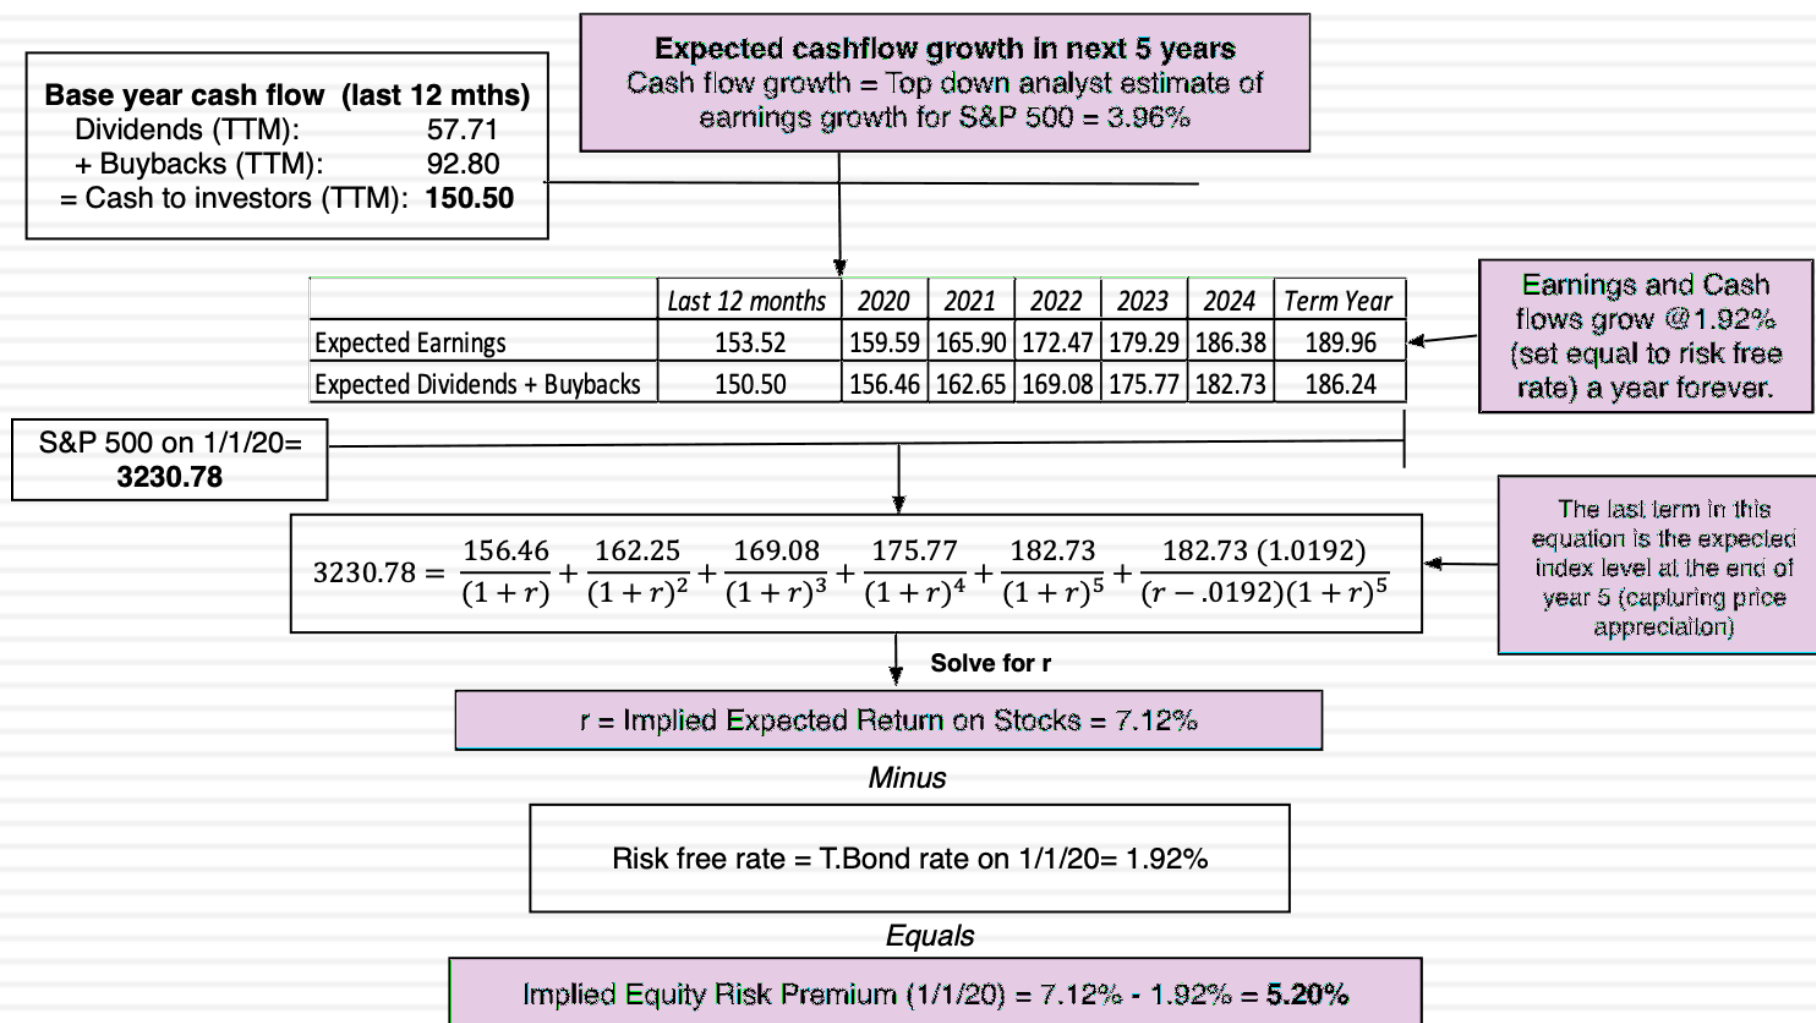 Expected cashflow growth in next 5 years
Cash flow growth = Top down analyst estimate of
earnings growth for S&P 500 = 3.96%
Base year cash flow (last 12 mths)
Dividends (TTM): 57.71
+ Buybacks (TTM): 92.80
= Cash to investors (TTM): 150.50
Last 12 months 2020 2021 2022 2023 2024 Term Year
Expected Earnings 153.52 159.59 165.90 172.47 179.29 186.38 189.96
Expected Dividends + Buybacks 150.50 156.46 162.65 169.08 175.77 182.73 186.24
Earnings and Cash
flows grow @1.92%
(set equal to risk free
rate) a year forever.
S&P 500 on 1/1/20=
3230.78
3230.78 = 156.46/(1 + r) + 162.25/(1 + r)² + 169.08/(1 + r)³ + 175.77/(1 + r)⁴ + 182.73/(1 + r)⁵ + 182.73 (1.0192)/(r − .0192)(1 + r)⁵
The last term in this
equation is the expected
index level at the end of
year 5 (capturing price
appreciation)
Solve for r
r = Implied Expected Return on Stocks = 7.12%
Minus
Risk free rate = T.Bond rate on 1/1/20= 1.92%
Equals
Implied Equity Risk Premium (1/1/20) = 7.12% - 1.92% = 5.20%